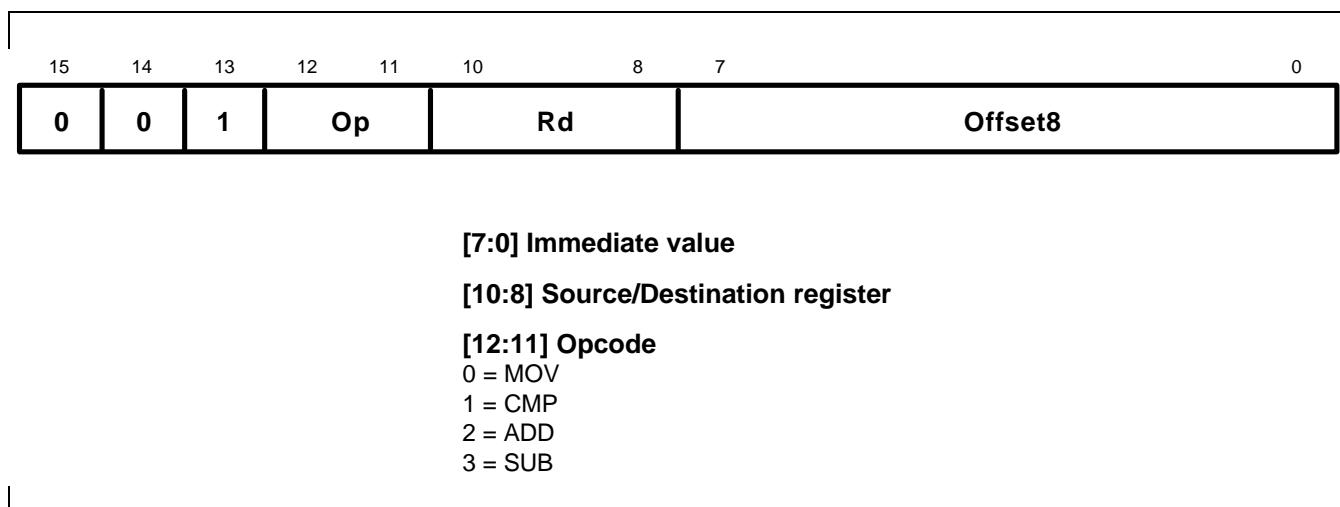 15 14 13 12 11 10 8 7 0
0 0 1 Op Rd Offset8
[7:0] Immediate value
[10:8] Source/Destination register
[12:11] Opcode
0 = MOV
1 = CMP
2 = ADD
3 = SUB